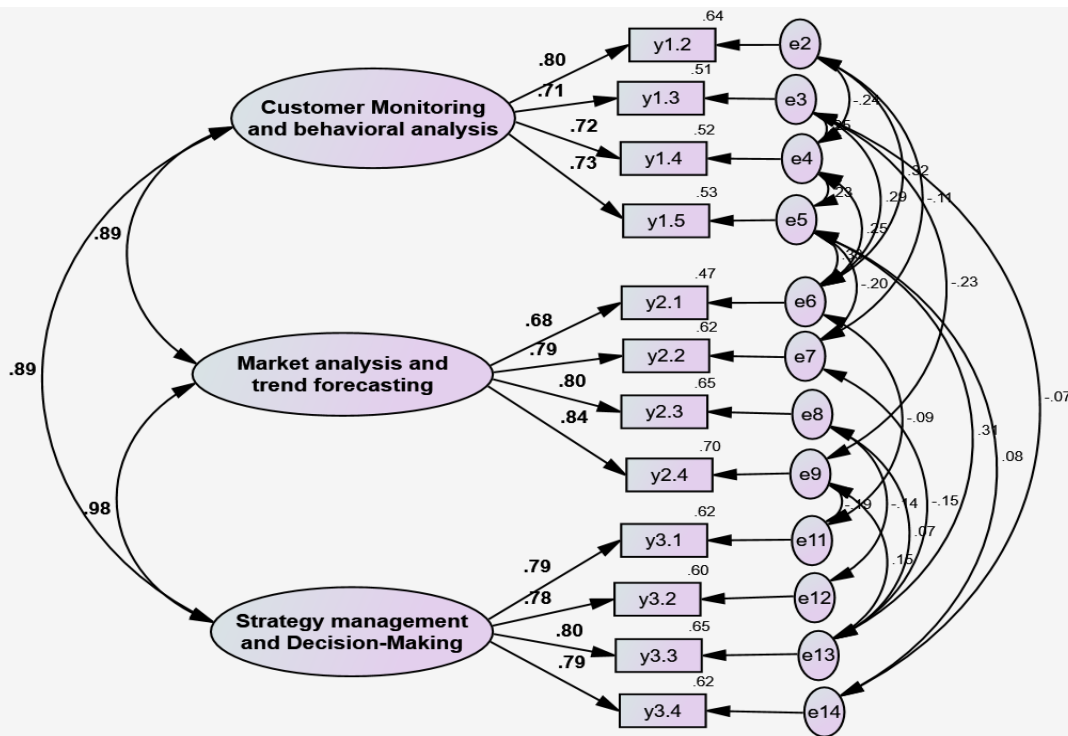 .64
y1.2
e2
.80
.51
y1.3
e3
.71
-.24
Customer Monitoring
and behavioral analysis
.72
.52
y1.4
e4
.73
.32
-.11
.53
.23
.29
y1.5
e5
.25
.89
.47
-.20
-.23
y2.1
e6
.68
.62
.79
y2.2
e7
Market analysis and
trend forecasting
.89
.80
.65
y2.3
e8
-.07
.84
-.09
.31
.70
.08
y2.4
e9
.98
.62
-.19
-.14
-.15
y3.1
e11
.07
.79
.60
.15
.78
y3.2
e12
Strategy management
and Decision-Making
.80
.65
y3.3
e13
.79
.62
y3.4
e14